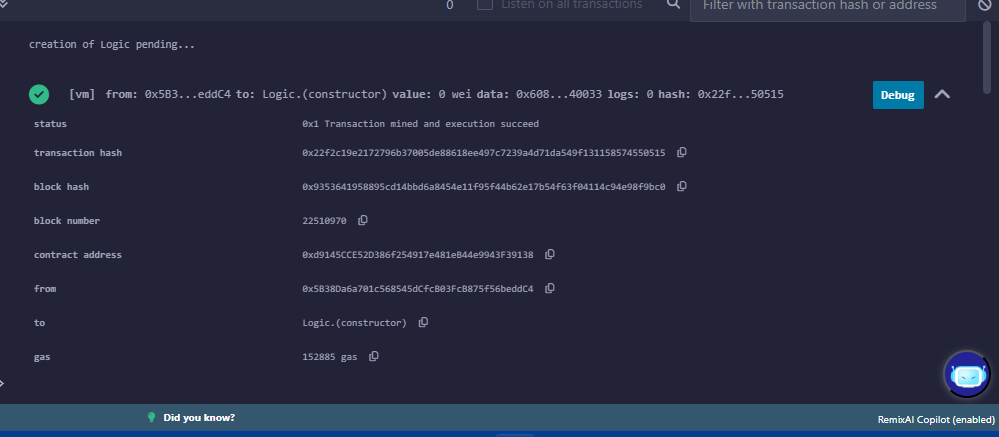 0 Listen on all transactions Filter with transaction hash or address
creation of Logic pending...
[vm] from: 0x5B3...eddC4 to: Logic.(constructor) value: 0 wei data: 0x608...40033 logs: 0 hash: 0x22f...50515 Debug
status 0x1 Transaction mined and execution succeed
transaction hash 0x22f2c19e2172796b37005de88618ee497c7239a4d71da549f131158574550515
block hash 0x9353641958895cd14bbd6a8454e11f95f44b62e17b54f63f04114c94e98f9bc0
block number 22510970
contract address 0xd9145CCE52D386f254917e481eB44e9943F39138
from 0x5B38Da6a701c568545dCfcB03FcB875f56beddC4
to Logic.(constructor)
gas 152885 gas
Did you know? RemixAI Copilot (enabled)